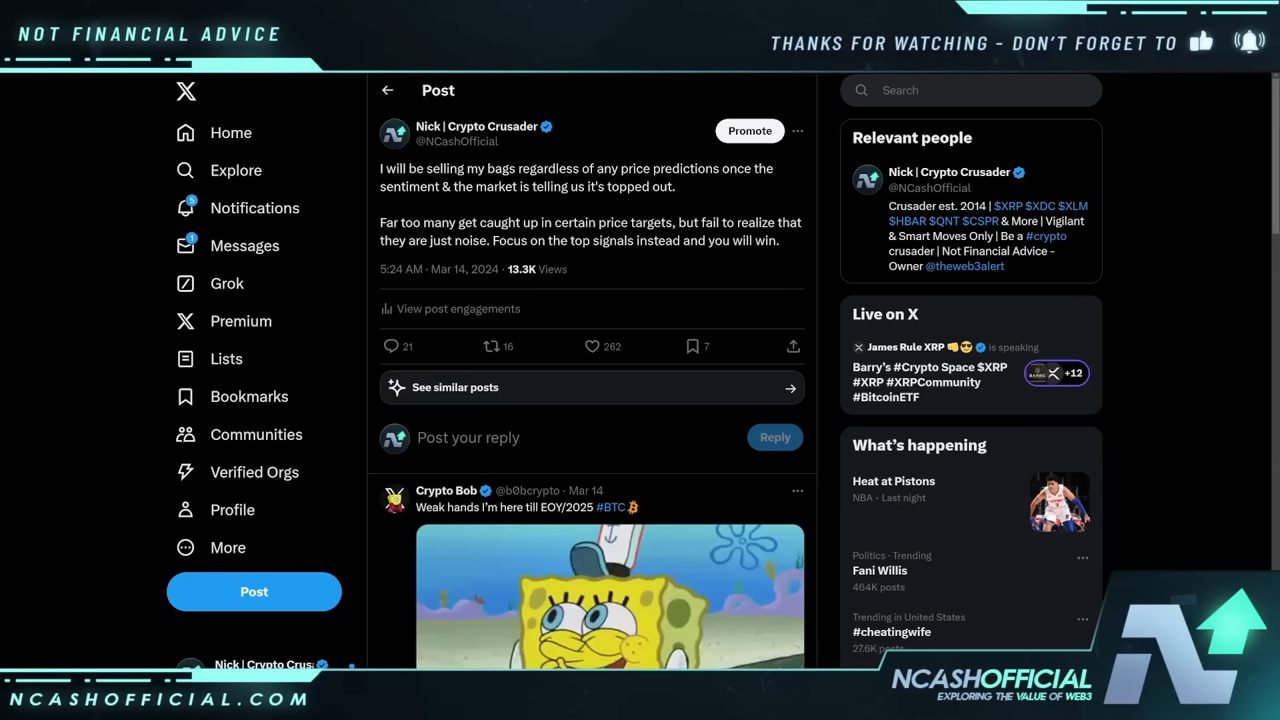 NOT FINANCIAL ADVICE
THANKS FOR WATCHING - DON'T FORGET TO
Home
Explore
5
Notifications
1
Messages
Grok
Premium
Lists
Bookmarks
Communities
Verified Orgs
Profile
More
Post
Nick | Crypto Crus
Post
Nick | Crypto Crusader
@NCashOfficial
Promote
I will be selling my bags regardless of any price predictions once the
sentiment & the market is telling us it's topped out.
Far too many get caught up in certain price targets, but fail to realize that
they are just noise. Focus on the top signals instead and you will win.
5:24 AM · Mar 14, 2024 · 13.3K Views
View post engagements
21 16 262 7
See similar posts
Post your reply
Reply
Crypto Bob @b0bcrypto · Mar 14
Weak hands I'm here till EOY/2025 #BTC
Search
Relevant people
Nick | Crypto Crusader
@NCashOfficial
Crusader est. 2014 | $XRP $XDC $XLM
$HBAR $QNT $CSPR & More | Vigilant
& Smart Moves Only | Be a #crypto
crusader | Not Financial Advice -
Owner @theweb3alert
Live on X
James Rule XRP is speaking
Barry's #Crypto Space $XRP
#XRP #XRPCommunity
#BitcoinETF
+12
What's happening
Heat at Pistons
NBA · Last night
Politics · Trending
Fani Willis
464K posts
Trending in United States
#cheatingwife
27.6K posts
NCASHOFFICIAL.COM
NCASHOFFICIAL
EXPLORING THE VALUE OF WEB3